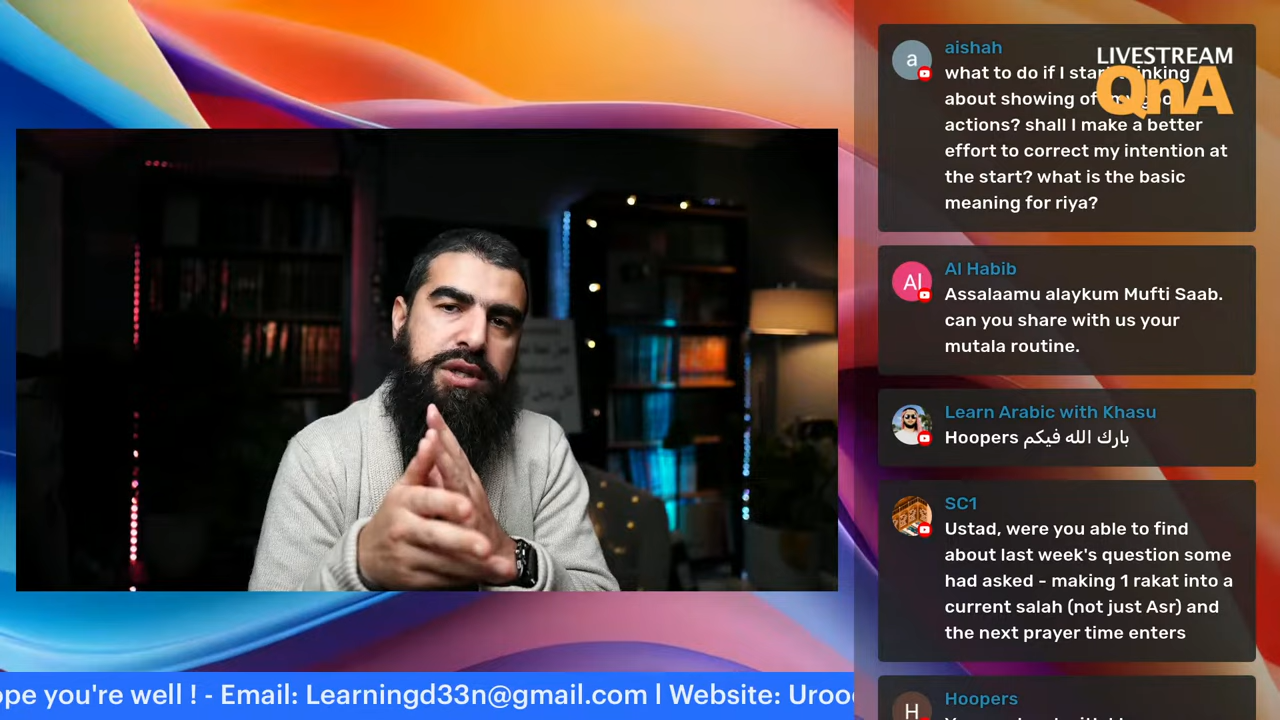 LIVESTREAM
QnA
aishah
what to do if I
about showing
actions? shall I make a better
effort to correct my intention at
the start? what is the basic
meaning for riya?
Al Habib
Assalaamu alaykum Mufti Saab.
can you share with us your
mutala routine.
Learn Arabic with Khasu
Hoopers بارك الله فيكم
SC1
Ustad, were you able to find
about last week's question some
had asked - making 1 rakat into a
current salah (not just Asr) and
the next prayer time enters
Hoopers
ope you're well ! - Email: Learningd33n@gmail.com l Website: Uroo